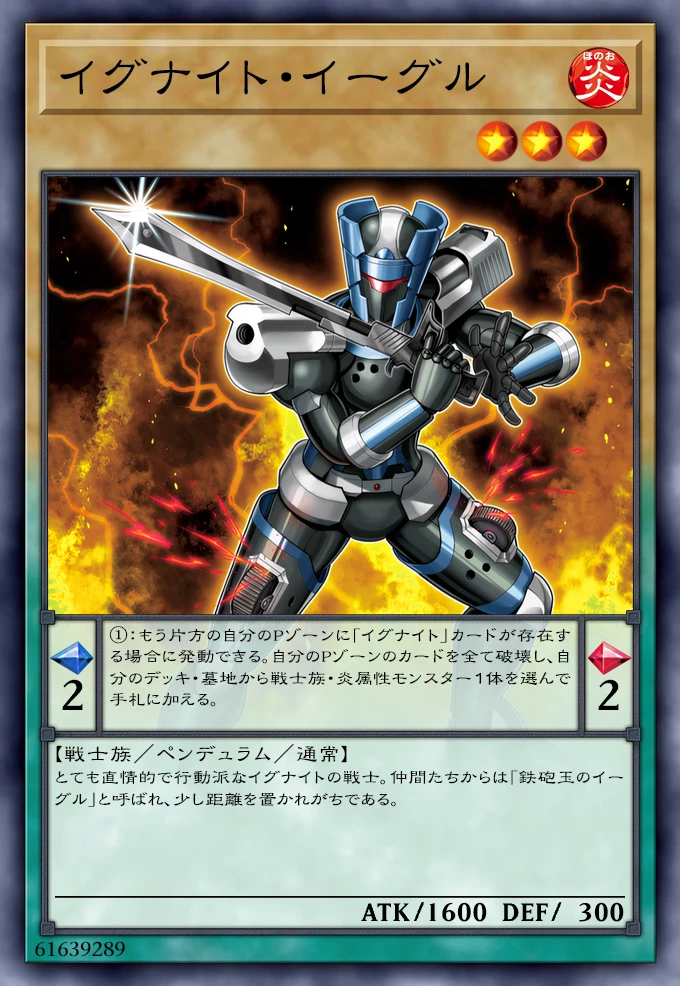 イグナイト・イーグル
ほのお
炎
2
①:もう片方の自分のPゾーンに「イグナイト」カードが存在す
る場合に発動できる。自分のPゾーンのカードを全て破壊し、自
分のデッキ・墓地から戦士族・炎属性モンスター1体を選んで
手札に加える。
2
【戦士族／ペンデュラム／通常】
とても直情的で行動派なイグナイトの戦士。仲間たちからは「鉄砲玉のイー
グル」と呼ばれ、少し距離を置かれがちである。
ATK/1600 DEF/ 300
61639289